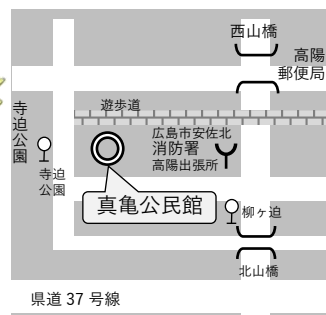 西山橋
高陽
郵便局
遊歩道
寺迫公園
広島市安佐北
消防署
高陽出張所
寺迫
公園
真亀公民館
柳ヶ迫
北山橋
県道 37 号線